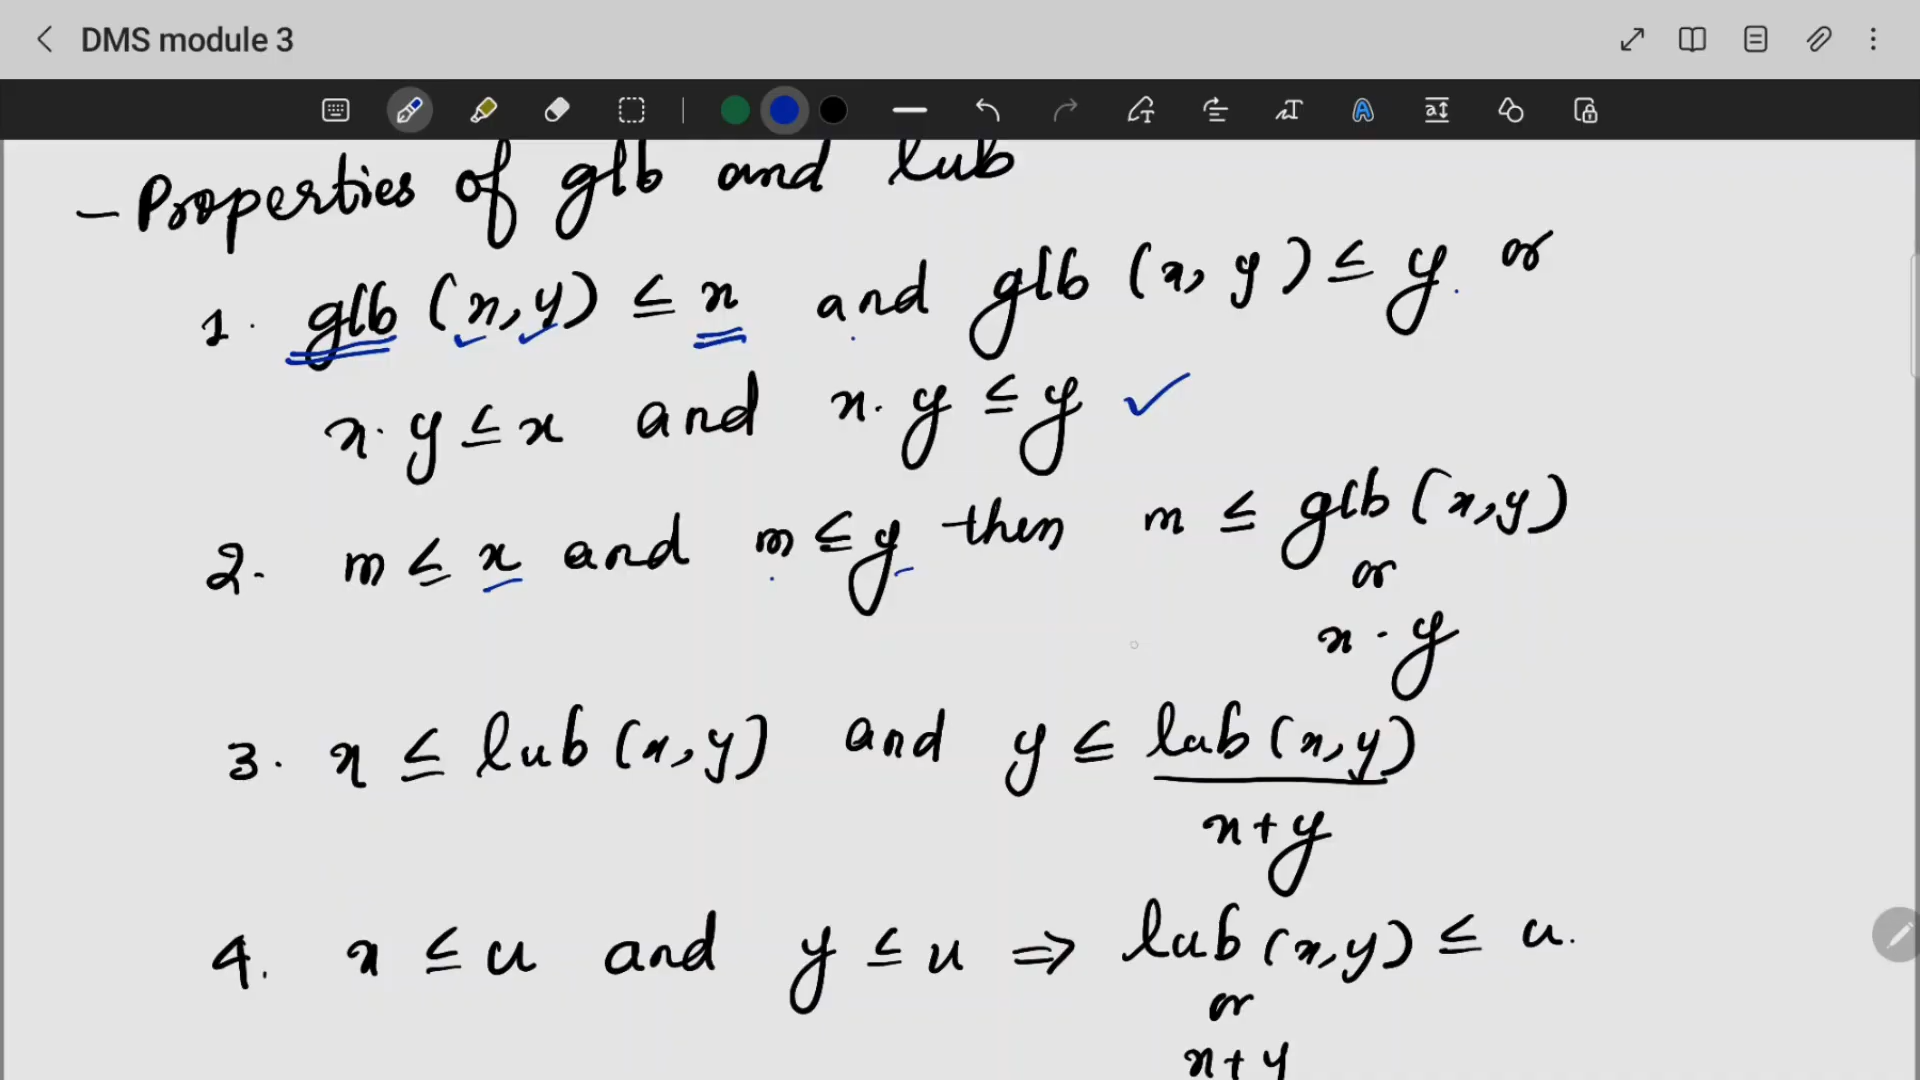 DMS module 3
- Properties of glb and lub
1. glb (x, y) ≤ x and glb (x, y) ≤ y or
x. y ≤ x and x. y ≤ y ✓
2. m ≤ x and m ≤ y then m ≤ glb (x, y)
or
x . y
3. x ≤ lub (x, y) and y ≤ lub (x, y)
x + y
4. x ≤ u and y ≤ u ⇒ lub (x, y) ≤ u.
or
x + y